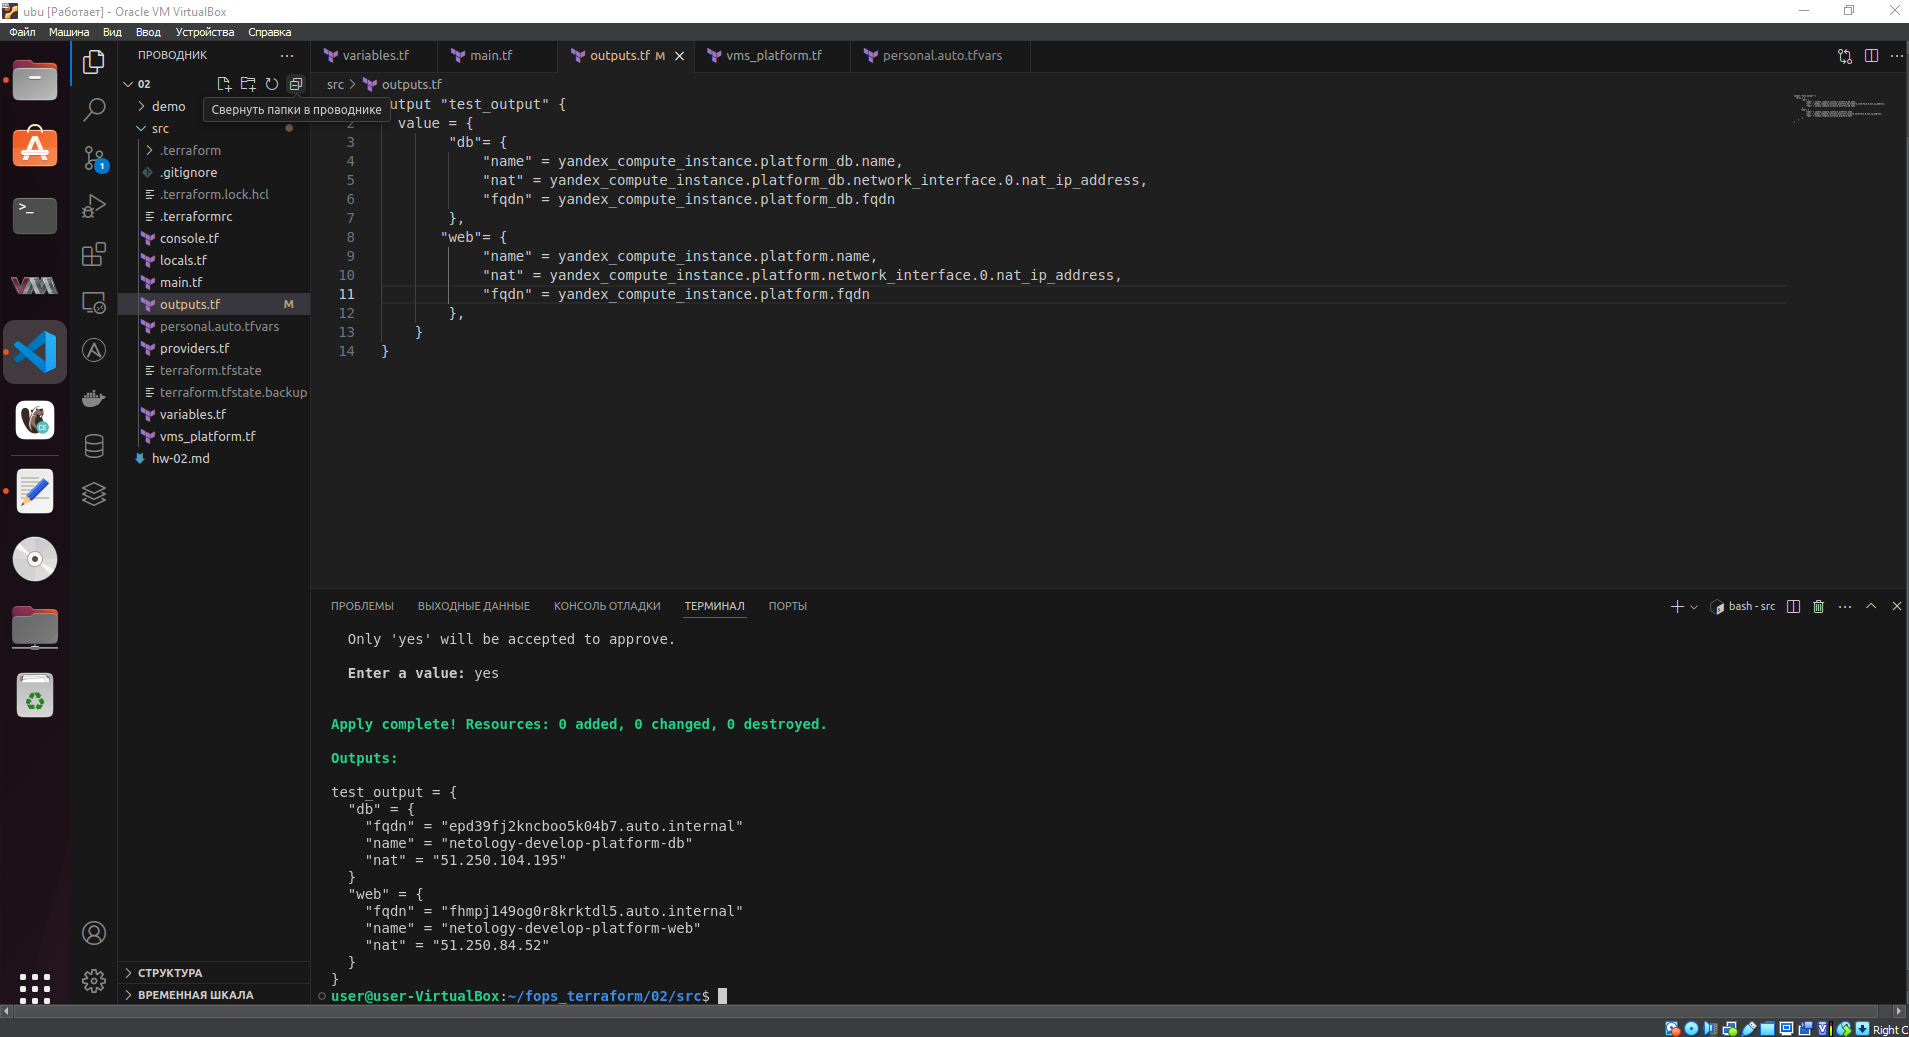 ubu [Работает] - Oracle VM VirtualBox
Файл Машина Вид Ввод Устройства Справка
ПРОВОДНИК
variables.tf
main.tf
outputs.tf M
vms_platform.tf
personal.auto.tfvars
02
Свернуть папки в проводнике
demo
src
.terraform
.gitignore
.terraform.lock.hcl
.terraformrc
console.tf
locals.tf
main.tf
outputs.tf M
personal.auto.tfvars
providers.tf
terraform.tfstate
terraform.tfstate.backup
variables.tf
vms_platform.tf
hw-02.md
СТРУКТУРА
ВРЕМЕННАЯ ШКАЛА
1
src > outputs.tf
utput "test_output" {
2 value = {
3 "db"= {
4 "name" = yandex_compute_instance.platform_db.name,
5 "nat" = yandex_compute_instance.platform_db.network_interface.0.nat_ip_address,
6 "fqdn" = yandex_compute_instance.platform_db.fqdn
7 },
8 "web"= {
9 "name" = yandex_compute_instance.platform.name,
10 "nat" = yandex_compute_instance.platform.network_interface.0.nat_ip_address,
11 "fqdn" = yandex_compute_instance.platform.fqdn
12 },
13 }
14 }
ПРОБЛЕМЫ ВЫХОДНЫЕ ДАННЫЕ КОНСОЛЬ ОТЛАДКИ ТЕРМИНАЛ ПОРТЫ
bash - src
Only 'yes' will be accepted to approve.
Enter a value: yes
Apply complete! Resources: 0 added, 0 changed, 0 destroyed.
Outputs:
test_output = {
"db" = {
"fqdn" = "epd39fj2kncboo5k04b7.auto.internal"
"name" = "netology-develop-platform-db"
"nat" = "51.250.104.195"
}
"web" = {
"fqdn" = "fhmpj149og0r8krktdl5.auto.internal"
"name" = "netology-develop-platform-web"
"nat" = "51.250.84.52"
}
}
user@user-VirtualBox:~/fops_terraform/02/src$
Right C